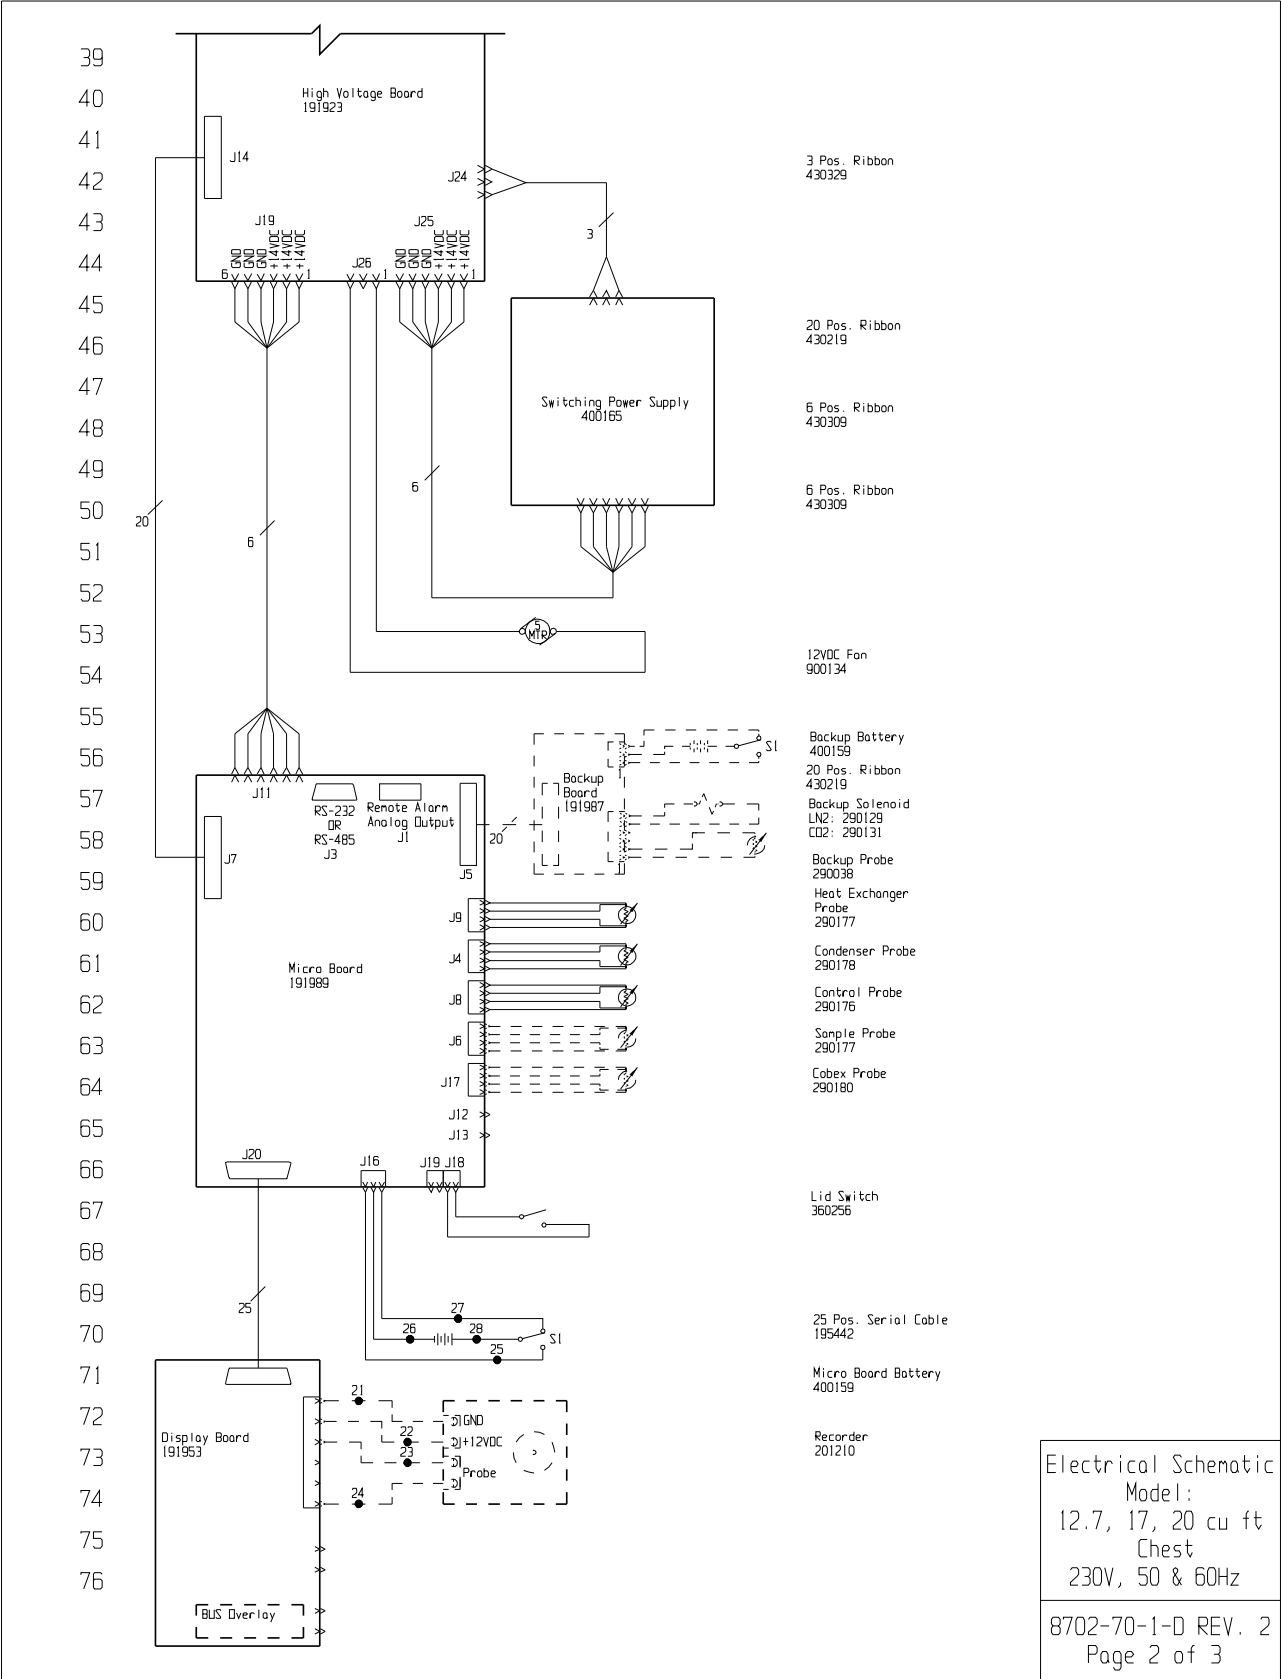 39
40
High Voltage Board
191923
41
J14
42
J24
3 Pos. Ribbon
430329
43
J19
J25
3
GND
GND
GND
+14VDC
+14VDC
+14VDC
GND
GND
GND
+14VDC
+14VDC
+14VDC
44
6
1
J26
1
1
45
46
20 Pos. Ribbon
430219
47
48
Switching Power Supply
400165
6 Pos. Ribbon
430309
49
6
50
20
6 Pos. Ribbon
430309
51
6
52
53
5
MTR
54
12VDC Fan
900134
55
56
S1
Backup Battery
400159
20 Pos. Ribbon
430219
57
J11
Backup
Board
191987
RS-232
OR
RS-485
J3
Remote Alarm
Analog Output
J1
Backup Solenoid
LN2: 290129
CO2: 290131
58
20
J7
J5
Backup Probe
290038
59
60
J9
Heat Exchanger
Probe
290177
61
Micro Board
191989
J4
Condenser Probe
290178
62
J8
Control Probe
290176
63
J6
Sample Probe
290177
64
J17
Cobex Probe
290180
65
J12
J13
66
J20
J16
J19
J18
67
Lid Switch
360256
68
69
25
70
27
26
28
S1
25
25 Pos. Serial Cable
195442
71
Micro Board Battery
400159
72
21
GND
73
Display Board
191953
22
+12VDC
23
Probe
Recorder
201210
74
24
75
76
BUS Overlay
Electrical Schematic
Model:
12.7, 17, 20 cu ft
Chest
230V, 50 & 60Hz
8702-70-1-D REV. 2
Page 2 of 3